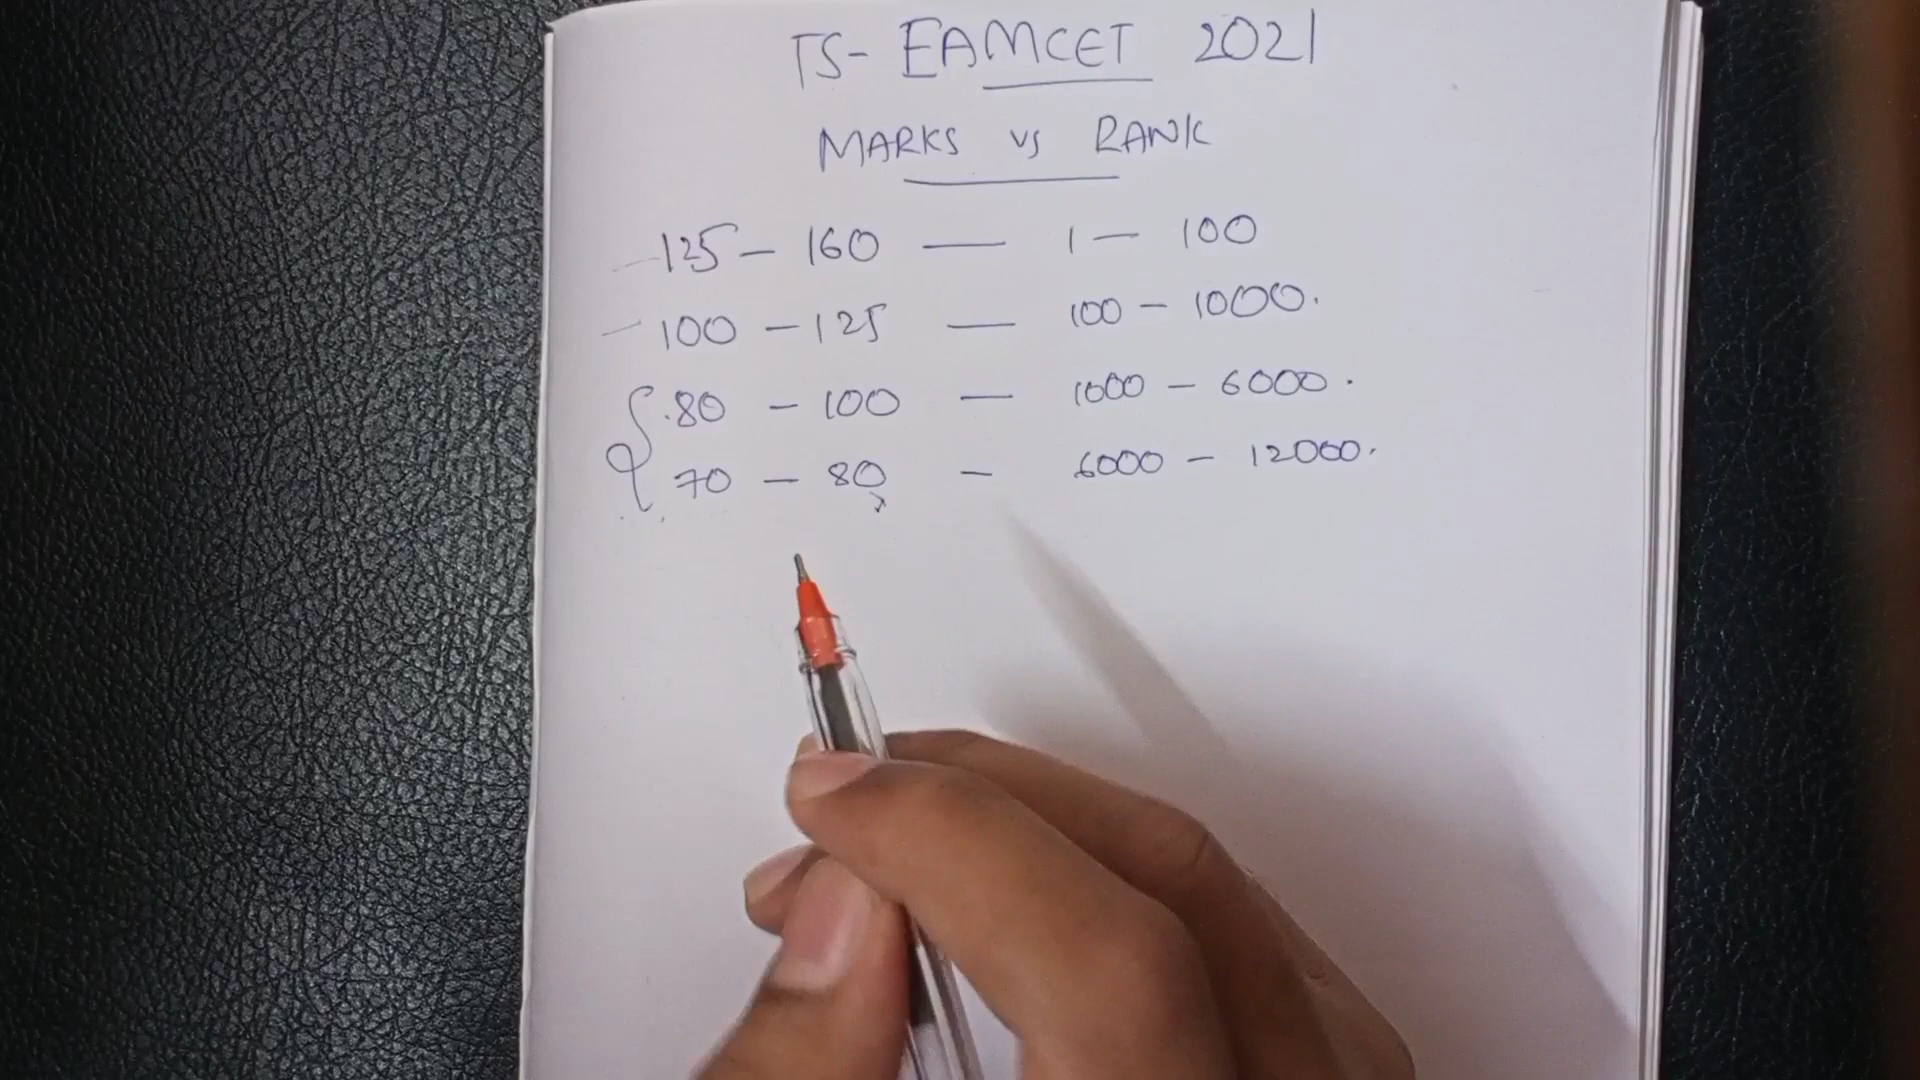 TS- EAMCET 2021
MARKS vs RANK
125 - 160 — 1 — 100
100 - 125 — 100 - 1000.
80 - 100 — 1000 - 6000.
70 - 80 - 6000 - 12000.